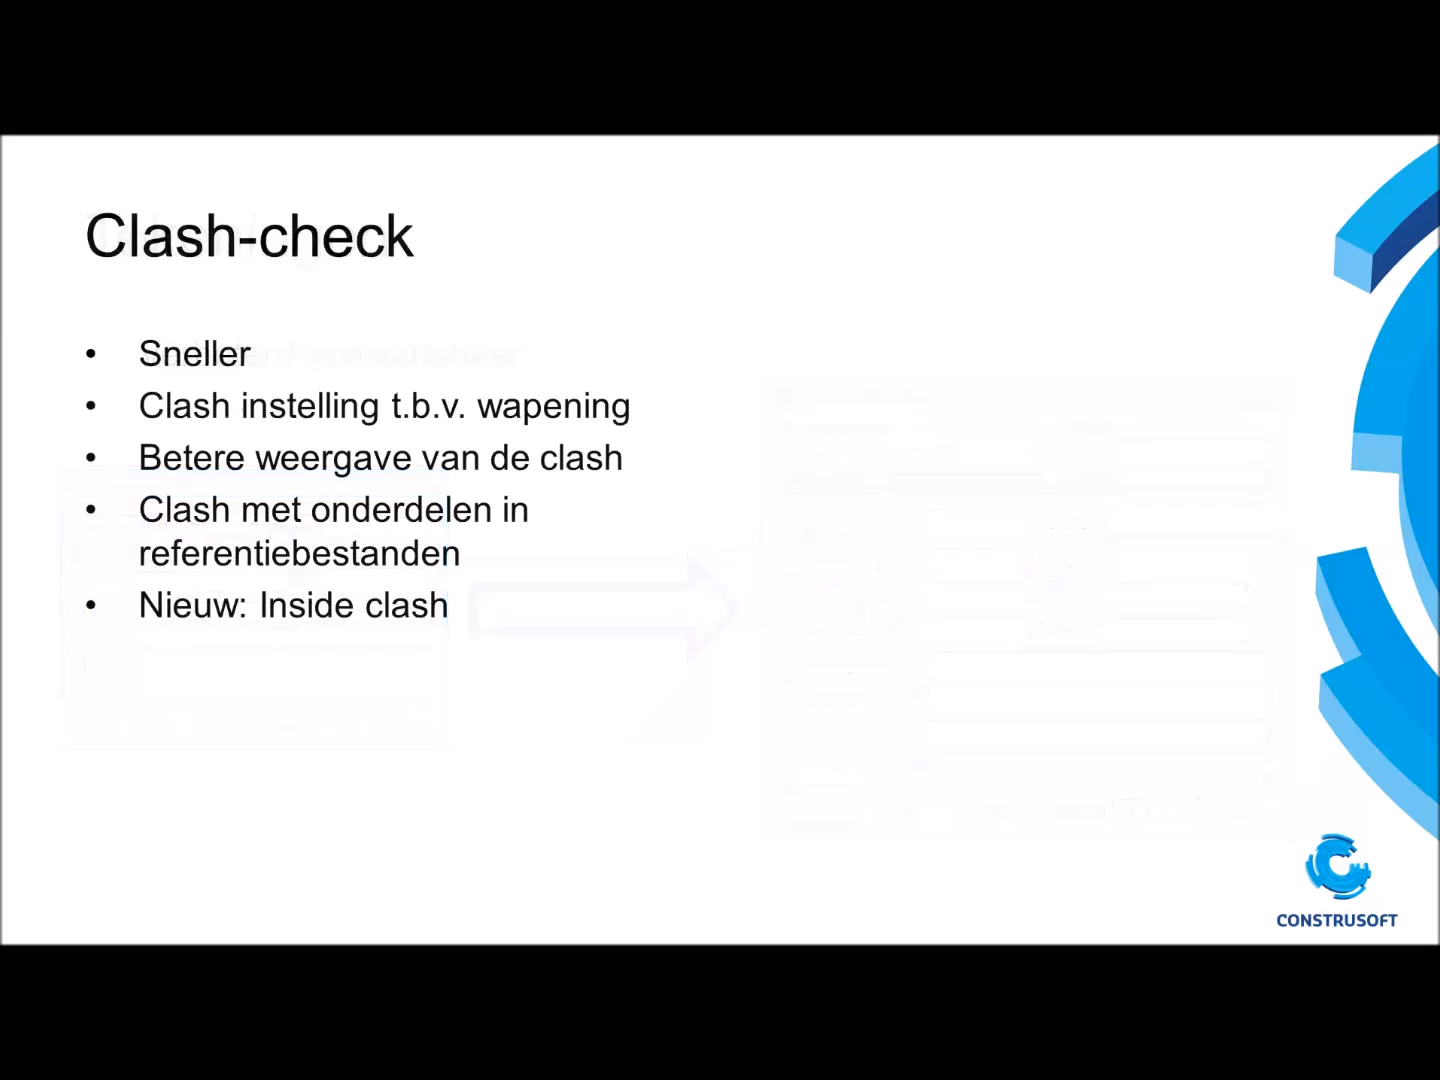 Clash-check
• Sneller
• Clash instelling t.b.v. wapening
• Betere weergave van de clash
• Clash met onderdelen in
referentiebestanden
• Nieuw: Inside clash
CONSTRUSOFT